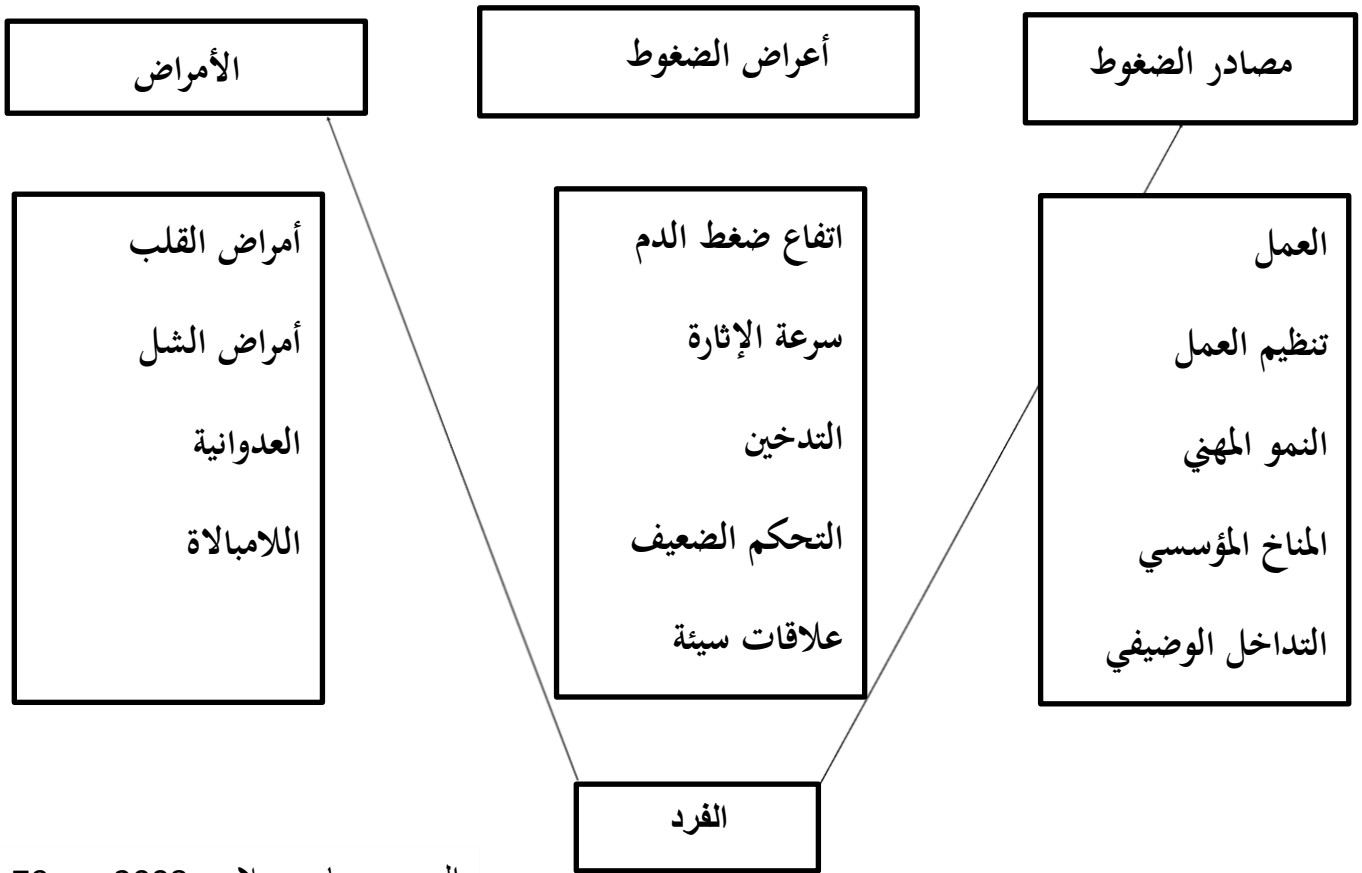 مصادر الضغوط
أعراض الضغوط
الأمراض
العمل
تنظيم العمل
النمو المهني
المناخ المؤسسي
التداخل الوضيفي
اتفاع ضغط الدم
سرعة الإثارة
التدخين
التحكم الضعيف
علاقات سيئة
أمراض القلب
أمراض الشل
العدوانية
اللامبالاة
الفرد